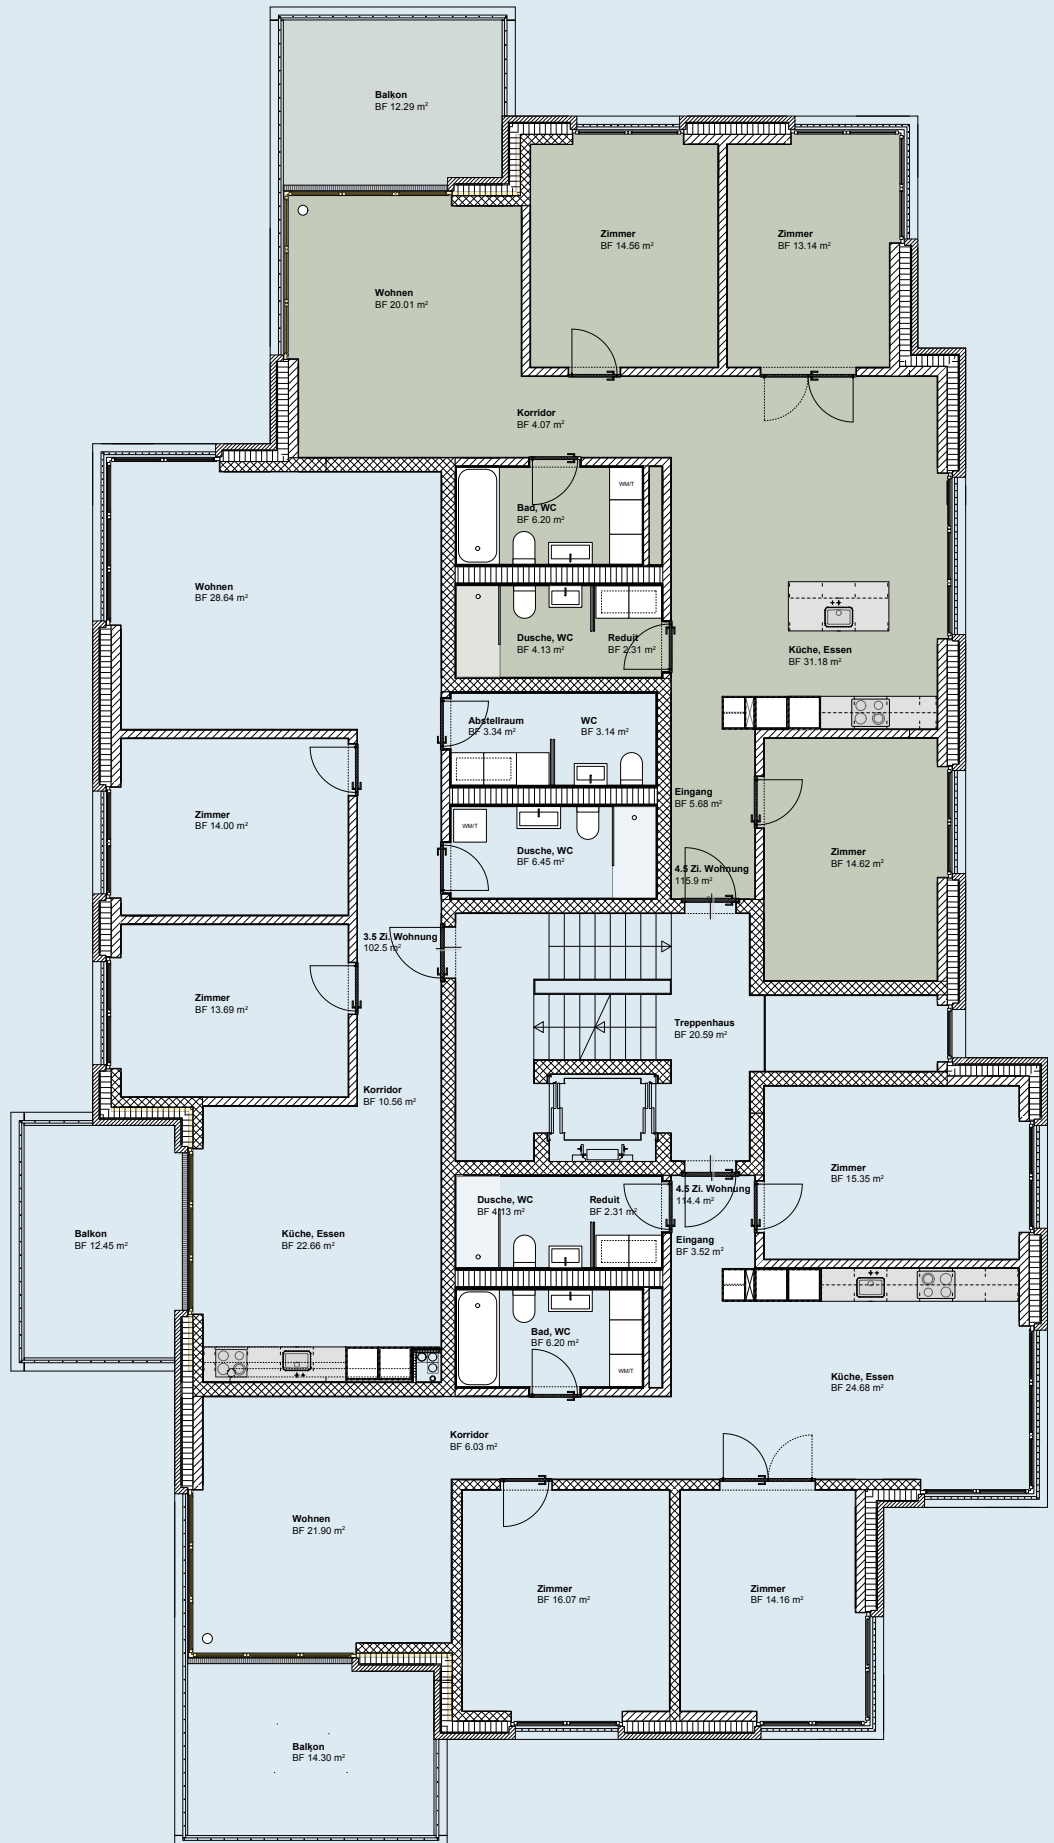 Balkon
BF 12.29 m²
Zimmer
BF 14.56 m²
Zimmer
BF 13.14 m²
Wohnen
BF 20.01 m²
Korridor
BF 4.07 m²
WM/T
Bad, WC
BF 6.20 m²
Wohnen
BF 28.64 m²
Dusche, WC
BF 4.13 m²
Reduit
BF 2.31 m²
Küche, Essen
BF 31.18 m²
Abstellraum
BF 3.34 m²
WC
BF 3.14 m²
Eingang
BF 5.68 m²
Zimmer
BF 14.00 m²
WM/T
Dusche, WC
BF 6.45 m²
Zimmer
BF 14.62 m²
4.5 Zi. Wohnung
115.9 m²
3.5 Zi. Wohnung
102.5 m²
Zimmer
BF 13.69 m²
Treppenhaus
BF 20.59 m²
Korridor
BF 10.56 m²
Zimmer
BF 15.35 m²
4.5 Zi. Wohnung
114.4 m²
Dusche, WC
BF 4.13 m²
Reduit
BF 2.31 m²
Eingang
BF 3.52 m²
Balkon
BF 12.45 m²
Küche, Essen
BF 22.66 m²
Bad, WC
BF 6.20 m²
WM/T
Küche, Essen
BF 24.68 m²
Korridor
BF 6.03 m²
Wohnen
BF 21.90 m²
Zimmer
BF 16.07 m²
Zimmer
BF 14.16 m²
Balkon
BF 14.30 m²